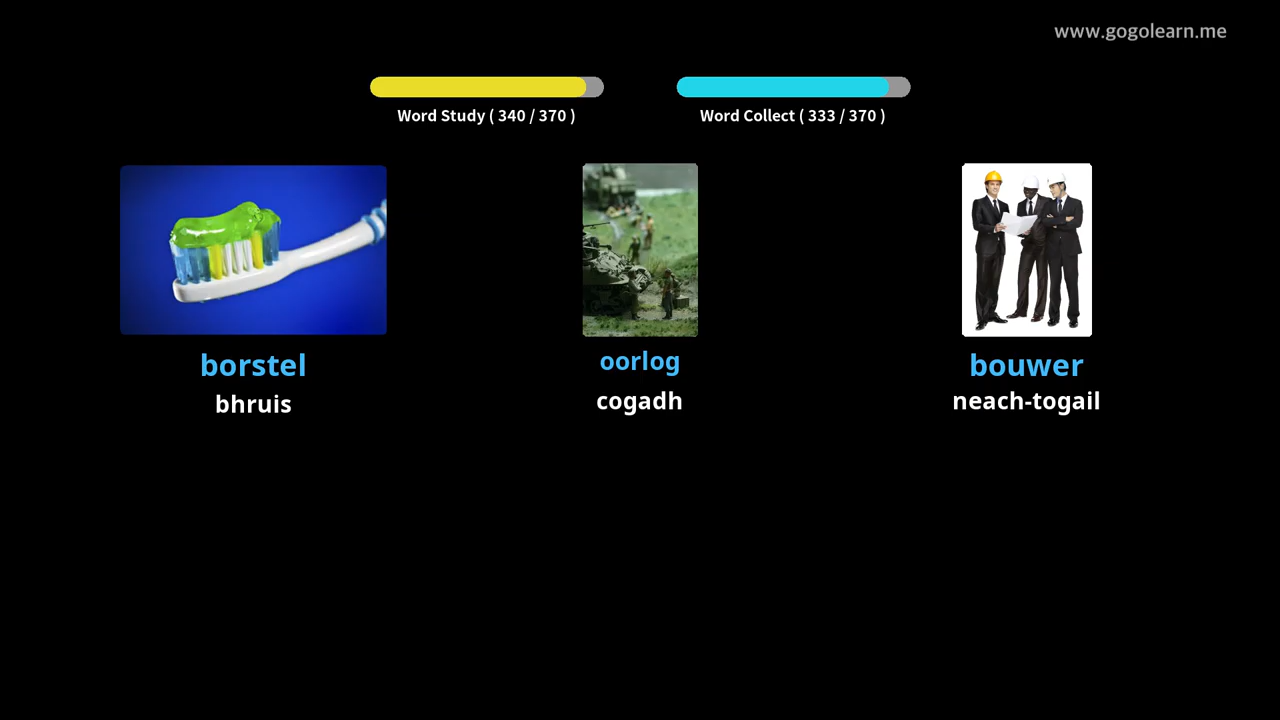 www.gogolearn.me
Word Study ( 340 / 370 )
Word Collect ( 333 / 370 )
borstel
bhruis
oorlog
cogadh
bouwer
neach-togail